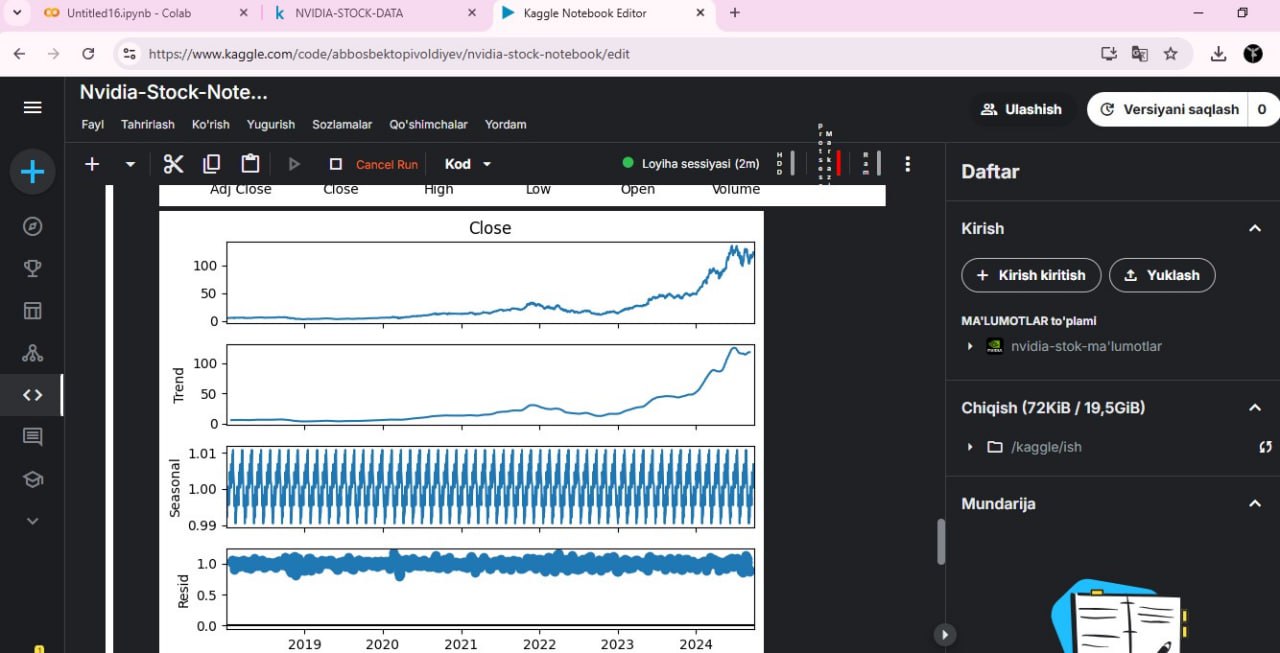 Untitled16.ipynb - Colab
NVIDIA-STOCK-DATA
Kaggle Notebook Editor
https://www.kaggle.com/code/abbosbektopivoldiyev/nvidia-stock-notebook/edit
Nvidia-Stock-Note...
Ulashish
Versiyani saqlash 0
Fayl Tahrirlash Ko'rish Yugurish Sozlamalar Qo'shimchalar Yordam
Cancel Run
Kod
Loyiha sessiyasi (2m)
HDD
Markazi
Ram
Daftar
Adj Close Close High Low Open Volume
Close
100
50
0
Trend
100
50
0
Seasonal
1.01
1.00
0.99
Resid
1.0
0.5
0.0
2019 2020 2021 2022 2023 2024
Kirish
+ Kirish kiritish
Yuklash
MA'LUMOTLAR to'plami
nvidia-stok-ma'lumotlar
Chiqish (72KiB / 19,5GiB)
/kaggle/ish
Mundarija
1